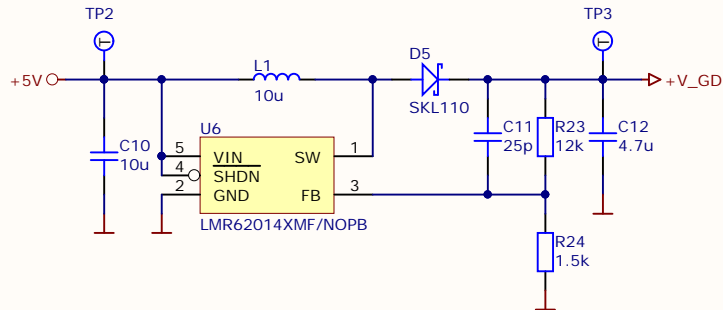 TP2
TP3
T
T
+5V
L1
10u
D5
SKL110
+V_GD
C10
10u
U6
5
VIN
SW
1
4
SHDN
2
GND
FB
3
LMR62014XMF/NOPB
C11
25p
R23
12k
C12
4.7u
R24
1.5k